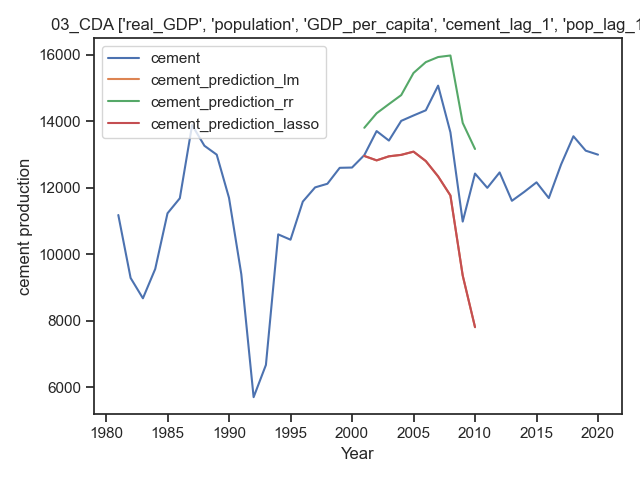 03_CDA ['real_GDP', 'population', 'GDP_per_capita', 'cement_lag_1', 'pop_lag_1
cement
cement_prediction_lm
cement_prediction_rr
cement_prediction_lasso
16000
14000
12000
10000
8000
6000
cement production
1980 1985 1990 1995 2000 2005 2010 2015 2020
Year